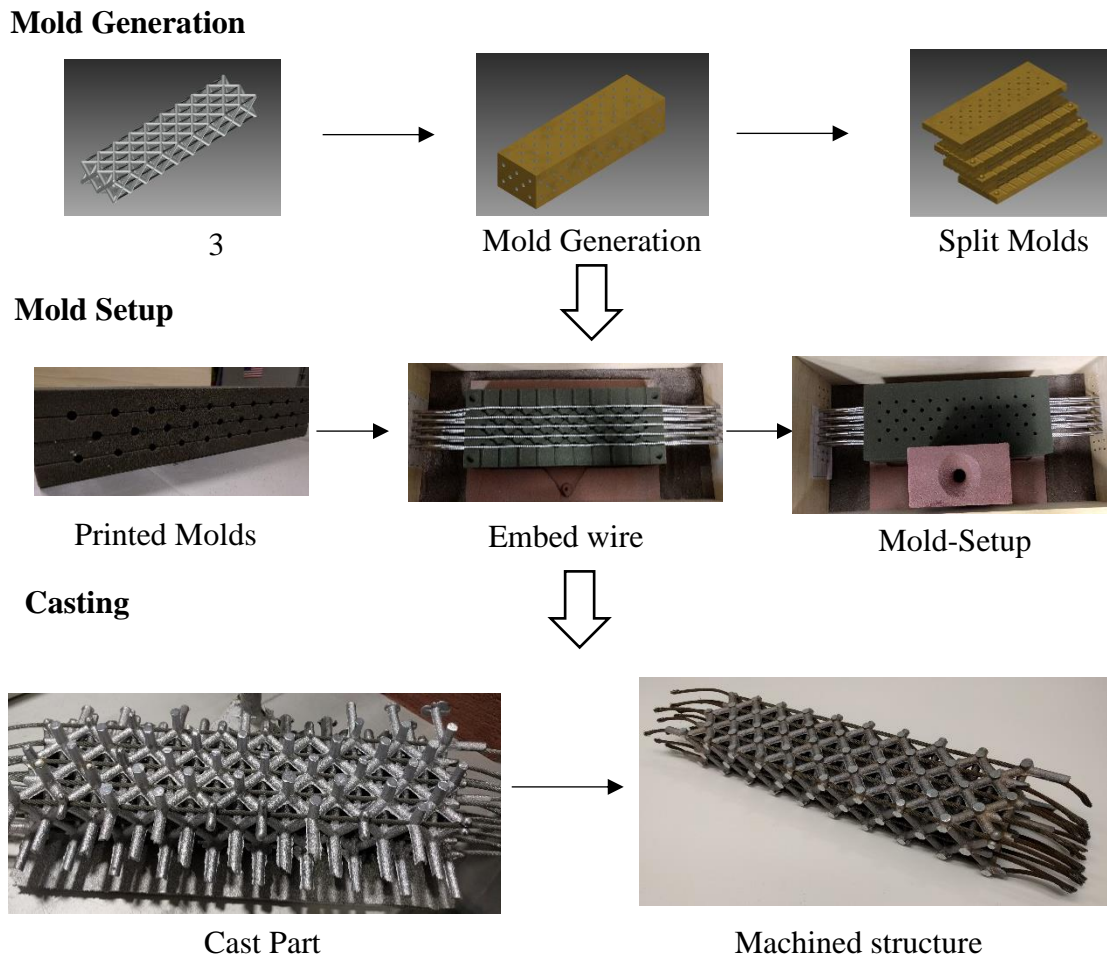 Mold Generation
3
Mold Generation
Split Molds
Mold Setup
Printed Molds
Embed wire
Mold-Setup
Casting
Cast Part
Machined structure